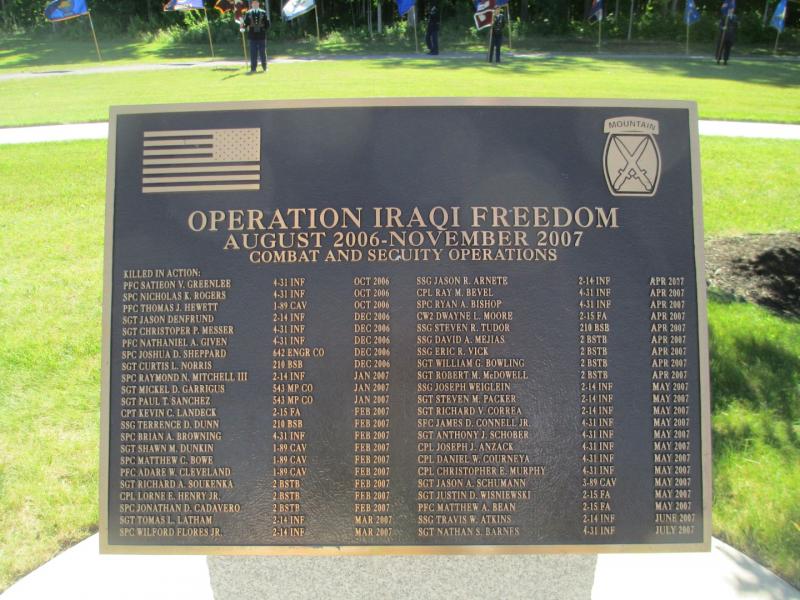 MOUNTAIN
OPERATION IRAQI FREEDOM
AUGUST 2006-NOVEMBER 2007
COMBAT AND SECUITY OPERATIONS
KILLED IN ACTION:
PFC SATIEON V. GREENLEE 4-31 INF OCT 2006
SPC NICHOLAS K. ROGERS 4-31 INF OCT 2006
PFC THOMAS J. HEWETT 1-89 CAV OCT 2006
SGT JASON DENFRUND 2-14 INF DEC 2006
SGT CHRISTOPER P. MESSER 4-31 INF DEC 2006
PFC NATHANIEL A. GIVEN 4-31 INF DEC 2006
SPC JOSHUA D. SHEPPARD 642 ENGR CO DEC 2006
SGT CURTIS L. NORRIS 210 BSB DEC 2006
SPC RAYMOND N. MITCHELL III 2-14 INF JAN 2007
SGT MICKEL D. GARRIGUS 543 MP CO JAN 2007
SGT PAUL T. SANCHEZ 543 MP CO JAN 2007
CPT KEVIN C. LANDECK 2-15 FA FEB 2007
SSG TERRENCE D. DUNN 210 BSB FEB 2007
SPC BRIAN A. BROWNING 4-31 INF FEB 2007
SGT SHAWN M. DUNKIN 1-89 CAV FEB 2007
SPC MATTHEW C. BOWE 1-89 CAV FEB 2007
PFC ADARE W. CLEVELAND 1-89 CAV FEB 2007
SGT RICHARD A. SOUKENKA 2 BSTB FEB 2007
CPL LORNE E. HENRY JR. 2 BSTB FEB 2007
SPC JONATHAN D. CADAVERO 2 BSTB FEB 2007
SGT TOMAS L. LATHAM 2-14 INF MAR 2007
SPC WILFORD FLORES JR. 2-14 INF MAR 2007
SSG JASON R. ARNETE 2-14 INF APR 2007
CPL RAY M. BEVEL 4-31 INF APR 2007
SPC RYAN A. BISHOP 4-31 INF APR 2007
CW2 DWAYNE L. MOORE 2-15 FA APR 2007
SSG STEVEN R. TUDOR 210 BSB APR 2007
SSG DAVID A. MEJIAS 2 BSTB APR 2007
SSG ERIC R. VICK 2 BSTB APR 2007
SGT WILLIAM G. BOWLING 2 BSTB APR 2007
SGT ROBERT M. McDOWELL 2 BSTB APR 2007
SSG JOSEPH WEIGLEIN 2-14 INF MAY 2007
SGT STEVEN M. PACKER 2-14 INF MAY 2007
SGT RICHARD V. CORREA 2-14 INF MAY 2007
SFC JAMES D. CONNELL JR. 4-31 INF MAY 2007
SGT ANTHONY J. SCHOBER 4-31 INF MAY 2007
CPL JOSEPH J. ANZACK 4-31 INF MAY 2007
CPL DANIEL W. COURNEYA 4-31 INF MAY 2007
CPL CHRISTOPHER E. MURPHY 4-31 INF MAY 2007
SGT JASON A. SCHUMANN 3-89 CAV MAY 2007
SGT JUSTIN D. WISNIEWSKI 2-15 FA MAY 2007
PFC MATTHEW A. BEAN 2-15 FA MAY 2007
SSG TRAVIS W. ATKINS 2-14 INF JUNE 2007
SGT NATHAN S. BARNES 4-31 INF JULY 2007